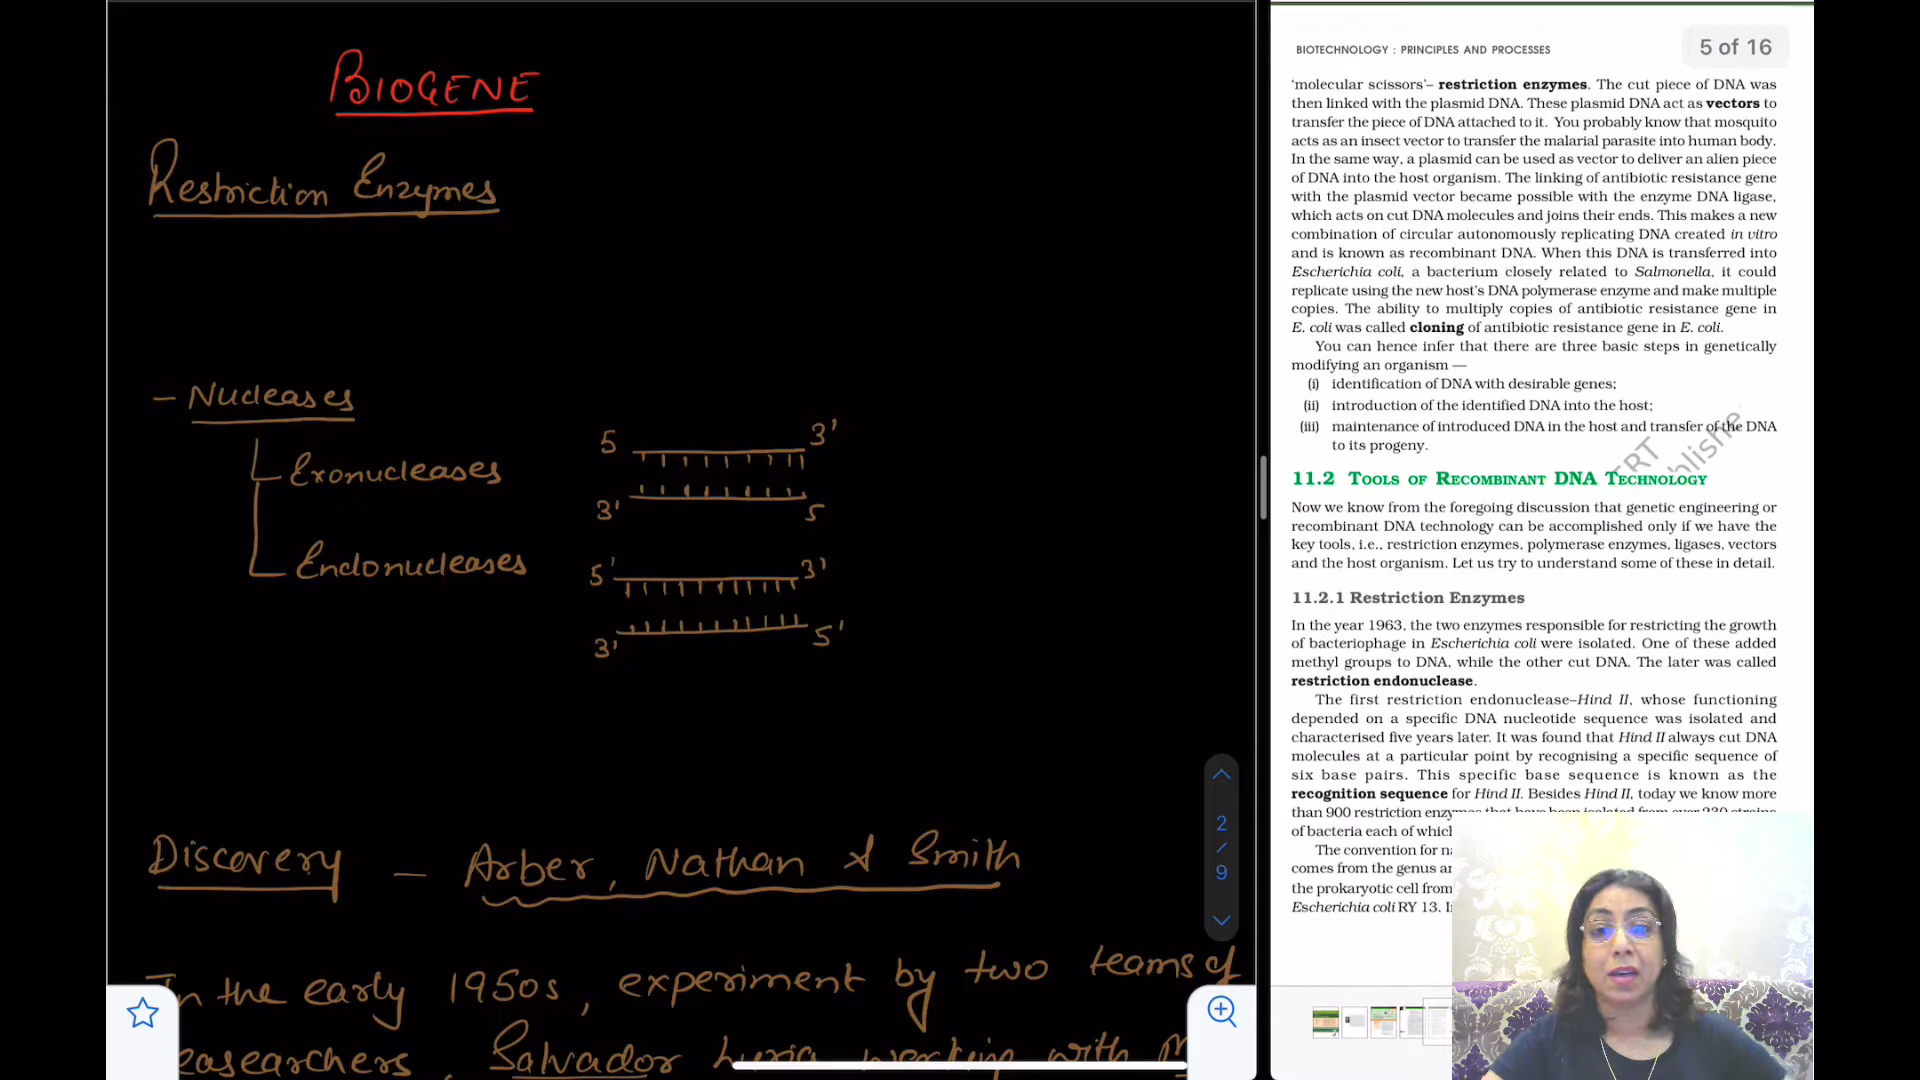 BIOGENE
Restriction Enzymes
– Nucleases
Exonucleases
Endonucleases
5 3'
3' 5
5' 3'
3' 5'
Discovery – Arber, Nathan & Smith
In the early 1950s, experiment by two teams of
easearchers, Salvador Luria working with
2
/
9
BIOTECHNOLOGY : PRINCIPLES AND PROCESSES
5 of 16
'molecular scissors'– restriction enzymes. The cut piece of DNA was
then linked with the plasmid DNA. These plasmid DNA act as vectors to
transfer the piece of DNA attached to it. You probably know that mosquito
acts as an insect vector to transfer the malarial parasite into human body.
In the same way, a plasmid can be used as vector to deliver an alien piece
of DNA into the host organism. The linking of antibiotic resistance gene
with the plasmid vector became possible with the enzyme DNA ligase,
which acts on cut DNA molecules and joins their ends. This makes a new
combination of circular autonomously replicating DNA created in vitro
and is known as recombinant DNA. When this DNA is transferred into
Escherichia coli, a bacterium closely related to Salmonella, it could
replicate using the new host's DNA polymerase enzyme and make multiple
copies. The ability to multiply copies of antibiotic resistance gene in
E. coli was called cloning of antibiotic resistance gene in E. coli.
You can hence infer that there are three basic steps in genetically
modifying an organism —
(i) identification of DNA with desirable genes;
(ii) introduction of the identified DNA into the host;
(iii) maintenance of introduced DNA in the host and transfer of the DNA
to its progeny.
11.2 TOOLS OF RECOMBINANT DNA TECHNOLOGY
Now we know from the foregoing discussion that genetic engineering or
recombinant DNA technology can be accomplished only if we have the
key tools, i.e., restriction enzymes, polymerase enzymes, ligases, vectors
and the host organism. Let us try to understand some of these in detail.
11.2.1 Restriction Enzymes
In the year 1963, the two enzymes responsible for restricting the growth
of bacteriophage in Escherichia coli were isolated. One of these added
methyl groups to DNA, while the other cut DNA. The later was called
restriction endonuclease.
The first restriction endonuclease–Hind II, whose functioning
depended on a specific DNA nucleotide sequence was isolated and
characterised five years later. It was found that Hind II always cut DNA
molecules at a particular point by recognising a specific sequence of
six base pairs. This specific base sequence is known as the
recognition sequence for Hind II. Besides Hind II, today we know more
than 900 restriction enzymes that have been isolated from over 230 strains
of bacteria each of which
The convention for
comes from the genus
the prokaryotic cell from
Escherichia coli RY 13.